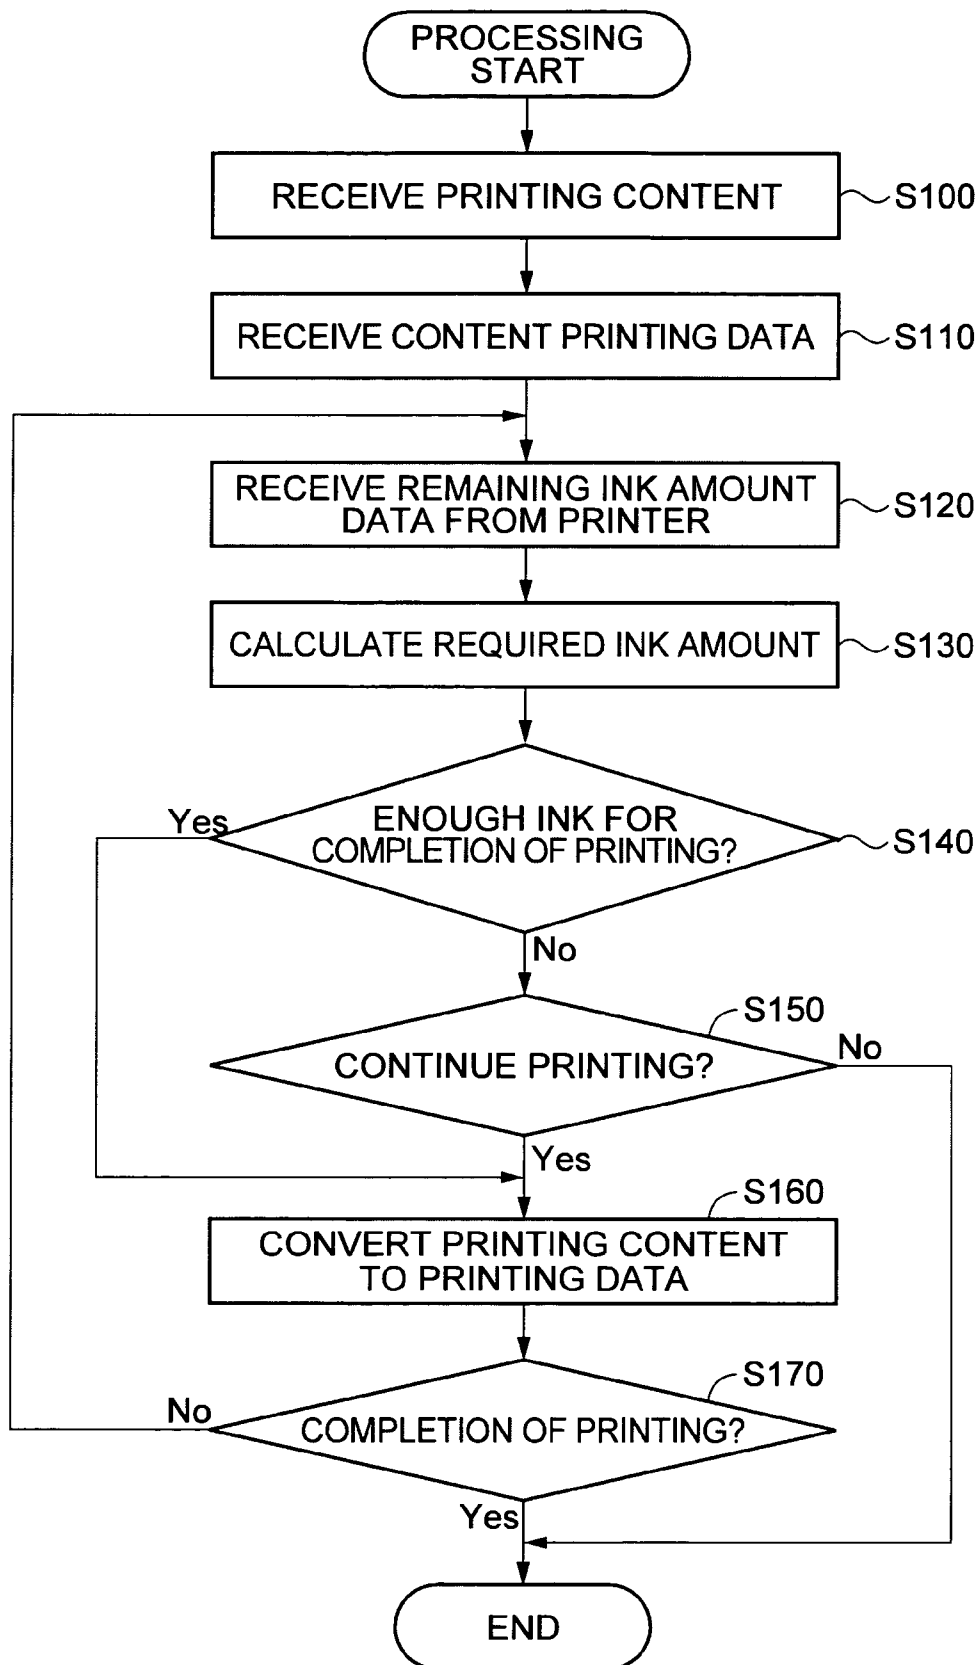 PROCESSING
START
RECEIVE PRINTING CONTENT
S100
RECEIVE CONTENT PRINTING DATA
S110
RECEIVE REMAINING INK AMOUNT
DATA FROM PRINTER
S120
CALCULATE REQUIRED INK AMOUNT
S130
Yes
ENOUGH INK FOR
COMPLETION OF PRINTING?
S140
No
S150
CONTINUE PRINTING?
No
Yes
S160
CONVERT PRINTING CONTENT
TO PRINTING DATA
S170
No
COMPLETION OF PRINTING?
Yes
END